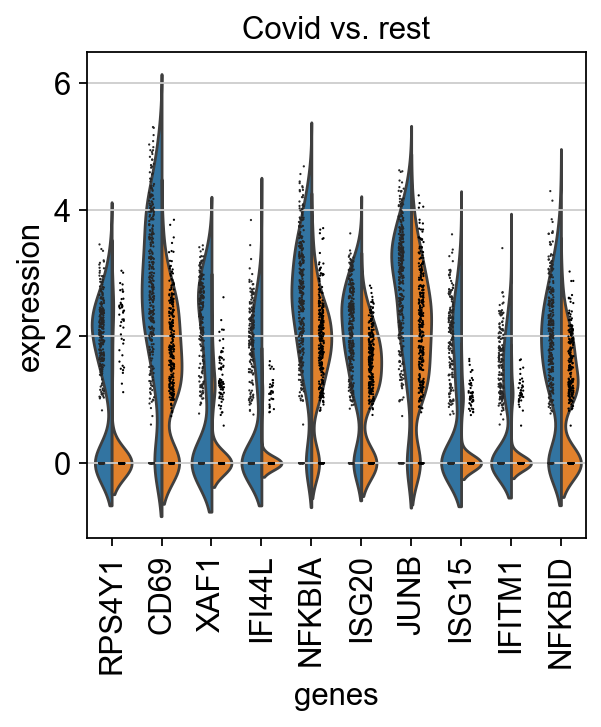 Covid vs. rest
expression
6
4
2
0
RPS4Y1
CD69
XAF1
IFI44L
NFKBIA
ISG20
JUNB
ISG15
IFITM1
NFKBID
genes